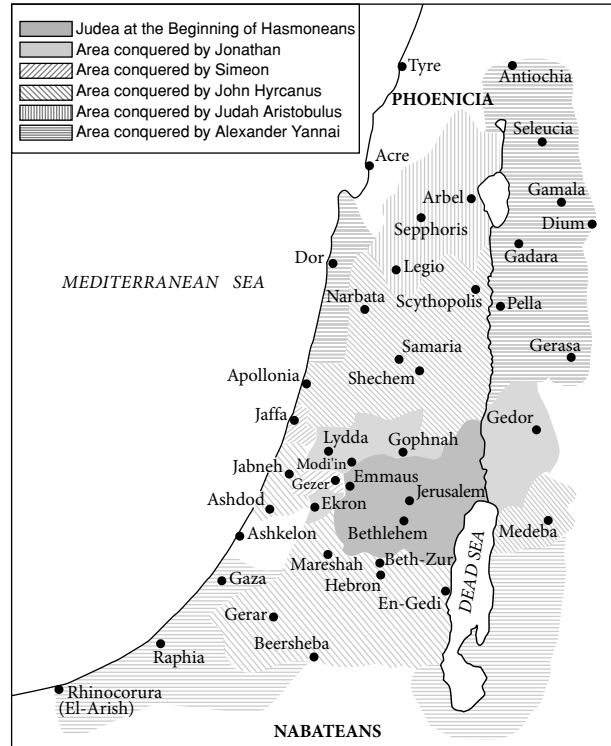 Judea at the Beginning of Hasmoneans
Area conquered by Jonathan
Area conquered by Simeon
Area conquered by John Hyrcanus
Area conquered by Judah Aristobulus
Area conquered by Alexander Yannai
Tyre
Antiochia
PHOENICIA
Seleucia
Acre
Arbel
Gamala
Sepphoris
Dium
Gadara
Dor
Legio
MEDITERRANEAN SEA
Narbata
Scythopolis
Pella
Samaria
Gerasa
Shechem
Apollonia
Jaffa
Gedor
Lydda
Gophnah
Modi'in
Jabneh
Gezer
Emmaus
Jerusalem
Ashdod
Ekron
Bethlehem
Medeba
Ashkelon
Mareshah
Beth-Zur
DEAD SEA
Gaza
Hebron
En-Gedi
Gerar
Beersheba
Raphia
Rhinocorura
(El-Arish)
NABATEANS